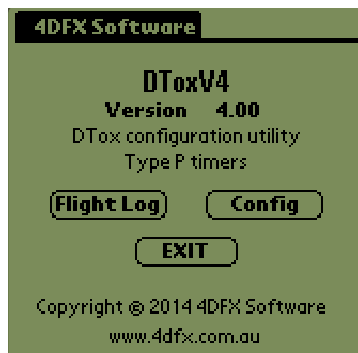 4DFX Software
DToxV4
Version 4.00
DTox configuration utility
Type P timers
Flight Log Config
EXIT
Copyright © 2014 4DFX Software
www.4dfx.com.au